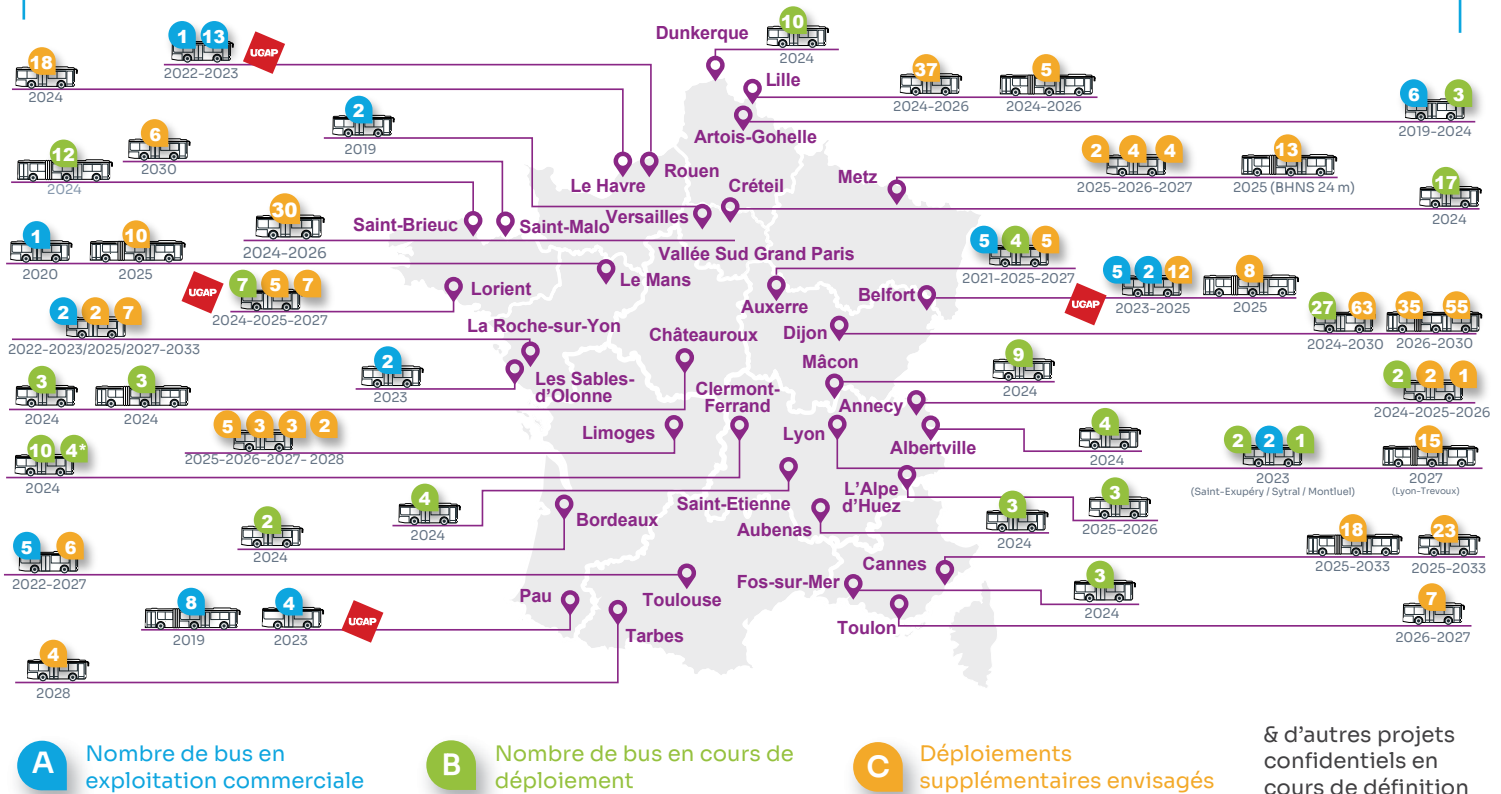 Dunkerque
10
2024
1 13
2022-2023
UGAP
18
2024
Lille
37
2024-2026
5
2024-2026
Artois-Gohelle
6 3
2019-2024
2
2019
6
2030
12
2024
Le Havre
Rouen
Créteil
Metz
2 4 4
2025-2026-2027
13
2025 (BHNS 24 m)
17
2024
Saint-Brieuc
Saint-Malo
Versailles
30
2024-2026
Vallée Sud Grand Paris
1
2020
10
2025
Le Mans
5 4 5
2021-2025-2027
Auxerre
UGAP
7 5 7
2024-2025-2027
Lorient
Belfort
UGAP
5 2 12
2023-2025
8
2025
2 2 7
2022-2023/2025/2027-2033
La Roche-sur-Yon
Châteauroux
Dijon
27 63
2024-2030
35 55
2026-2030
2
2023
Les Sables-
d'Olonne
Mâcon
9
2024
3
2024
3
2024
Clermont-
Ferrand
Annecy
2 2 1
2024-2025-2026
5 3 3 2
2025-2026-2027- 2028
Limoges
Lyon
Albertville
4
2024
10 4*
2024
2 2 1
2023
(Saint-Exupéry / Sytral / Montluel)
15
2027
(Lyon-Trevoux)
4
2024
Saint-Etienne
L'Alpe
d'Huez
3
2025-2026
2
2024
Bordeaux
Aubenas
3
2024
18
2025-2033
23
2025-2033
5 6
2022-2027
Toulouse
Cannes
Fos-sur-Mer
3
2024
8
2019
4
2023
UGAP
Pau
Tarbes
Toulon
7
2026-2027
4
2028
A
Nombre de bus en
exploitation commerciale
B
Nombre de bus en cours de
déploiement
C
Déploiements
supplémentaires envisagés
& d'autres projets
confidentiels en
cours de définition